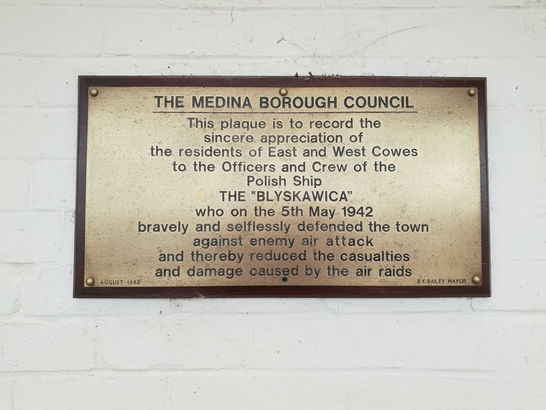 THE MEDINA BOROUGH COUNCIL
This plaque is to record the
sincere appreciation of
the residents of East and West Cowes
to the Officers and Crew of the
Polish Ship
THE "BLYSKAWICA"
who on the 5th May 1942
bravely and selflessly defended the town
against enemy air attack
and thereby reduced the casualties
and damage caused by the air raids
AUGUST 1982 E.K. BAILEY MAYOR